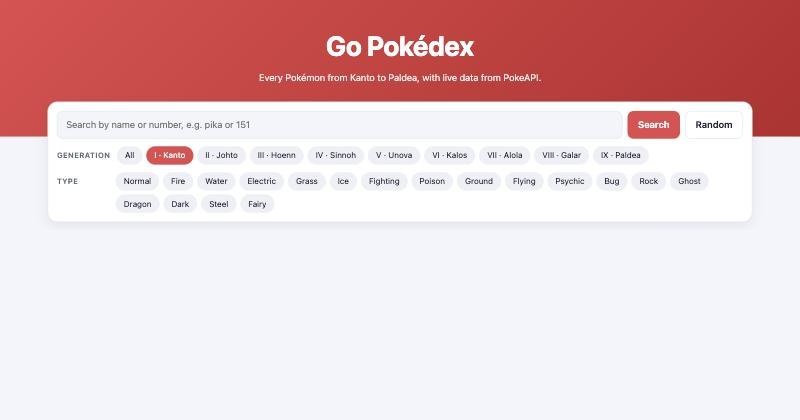 Go Pokédex
Every Pokémon from Kanto to Paldea, with live data from PokeAPI.
Search by name or number, e.g. pika or 151
Search
Random
GENERATION All I · Kanto II · Johto III · Hoenn IV · Sinnoh V · Unova VI · Kalos VII · Alola VIII · Galar IX · Paldea
TYPE Normal Fire Water Electric Grass Ice Fighting Poison Ground Flying Psychic Bug Rock Ghost
Dragon Dark Steel Fairy